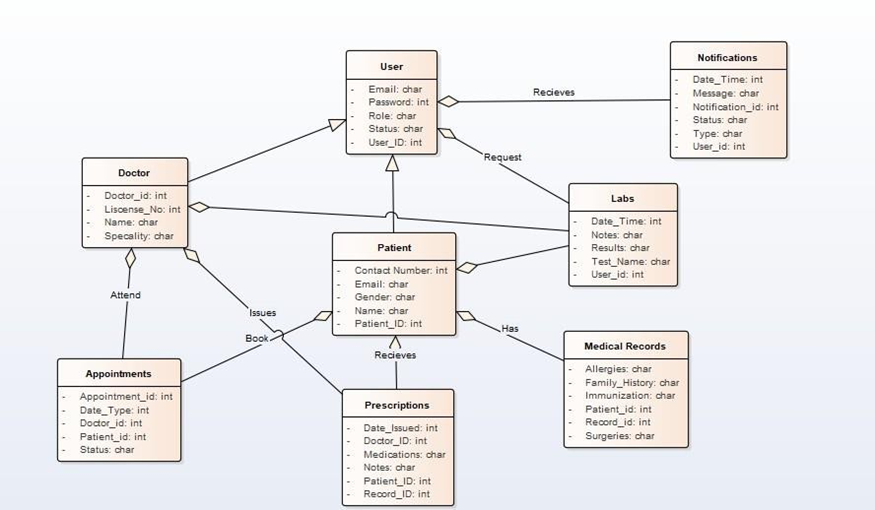 User
- Email: char
- Password: int
- Role: char
- Status: char
- User_ID: int
Recieves
Notifications
- Date_Time: int
- Message: char
- Notification_id: int
- Status: char
- Type: char
- User_id: int
Request
Doctor
- Doctor_id: int
- Liscense_No: int
- Name: char
- Specality: char
Labs
- Date_Time: int
- Notes: char
- Results: char
- Test_Name: char
- User_id: int
Patient
- Contact Number: int
- Email: char
- Gender: char
- Name: char
- Patient_ID: int
Attend
Issues
Book
Has
Recieves
Appointments
- Appointment_id: int
- Date_Type: int
- Doctor_id: int
- Patient_id: int
- Status: char
Medical Records
- Allergies: char
- Family_History: char
- Immunization: char
- Patient_id: int
- Record_id: int
- Surgeries: char
Prescriptions
- Date_Issued: int
- Doctor_ID: int
- Medications: char
- Notes: char
- Patient_ID: int
- Record_ID: int